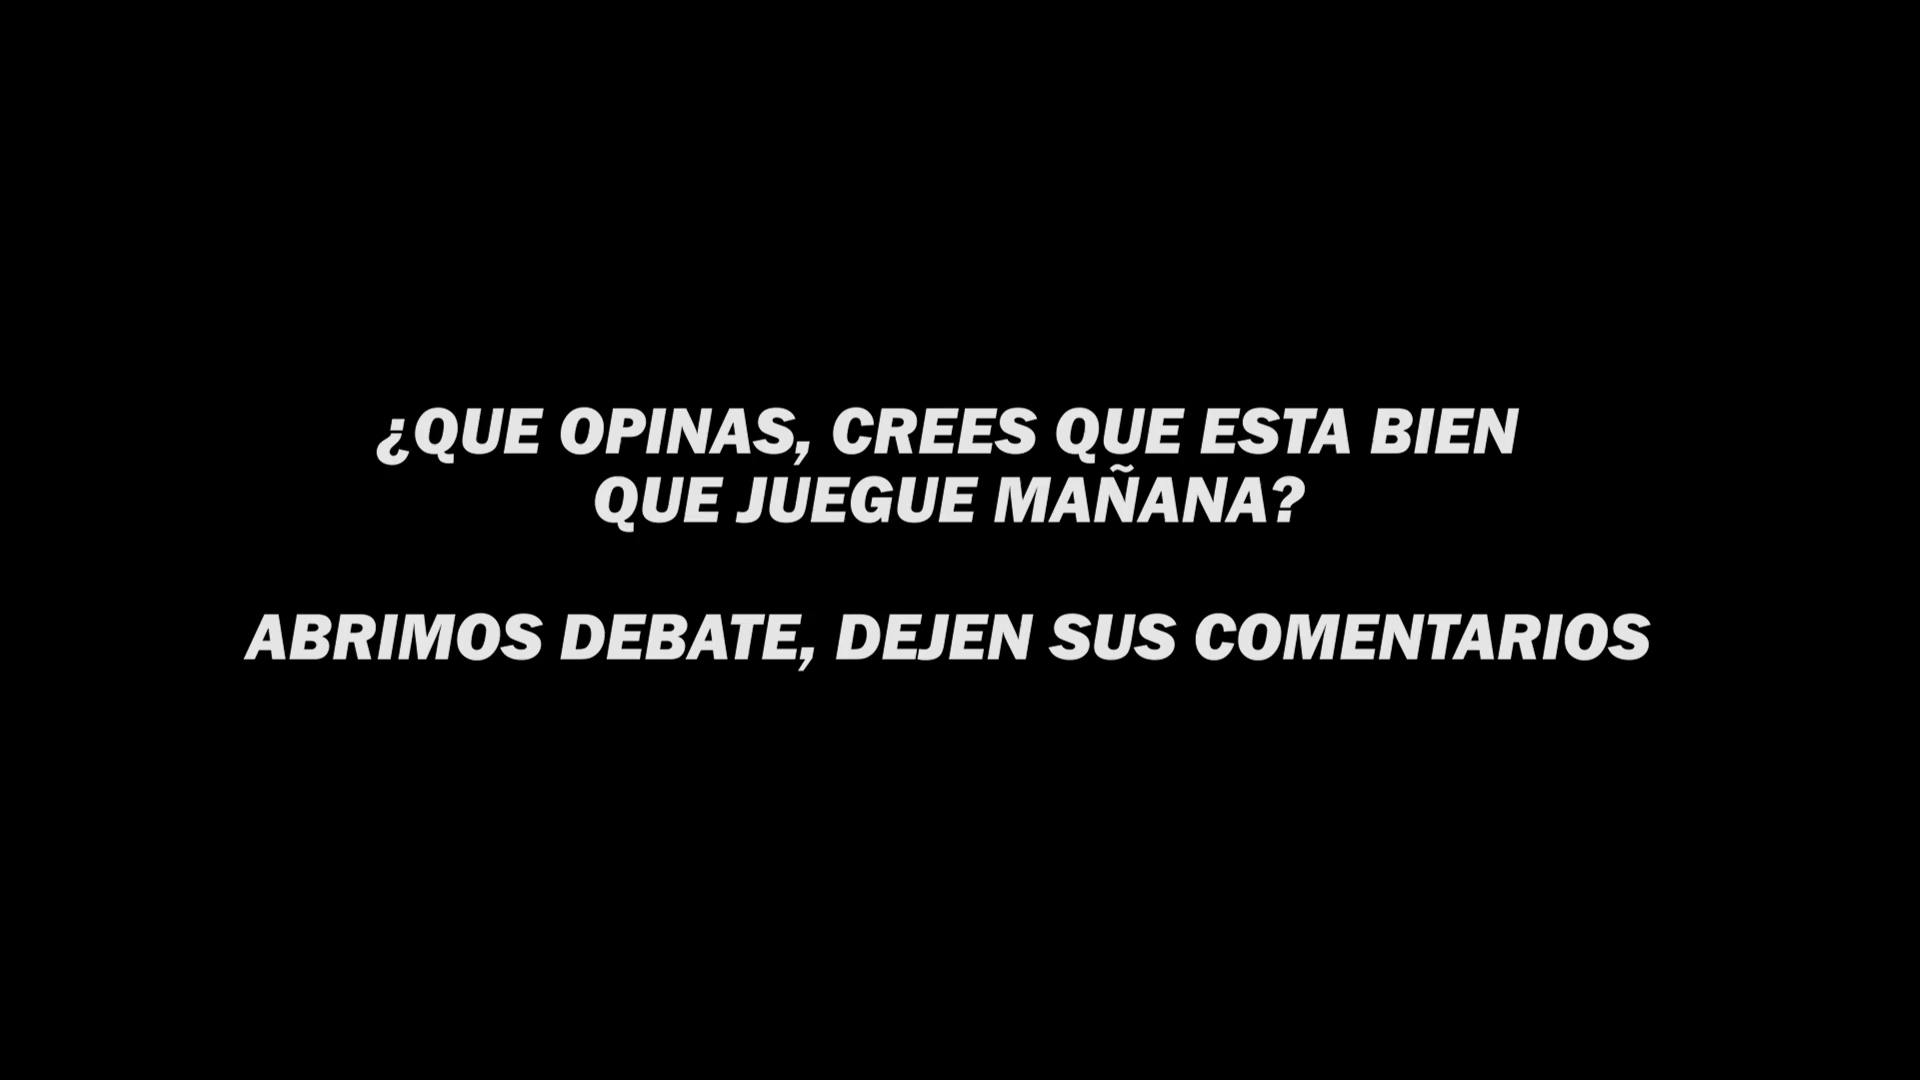 ¿QUE OPINAS, CREES QUE ESTA BIEN
QUE JUEGUE MAÑANA?
ABRIMOS DEBATE, DEJEN SUS COMENTARIOS